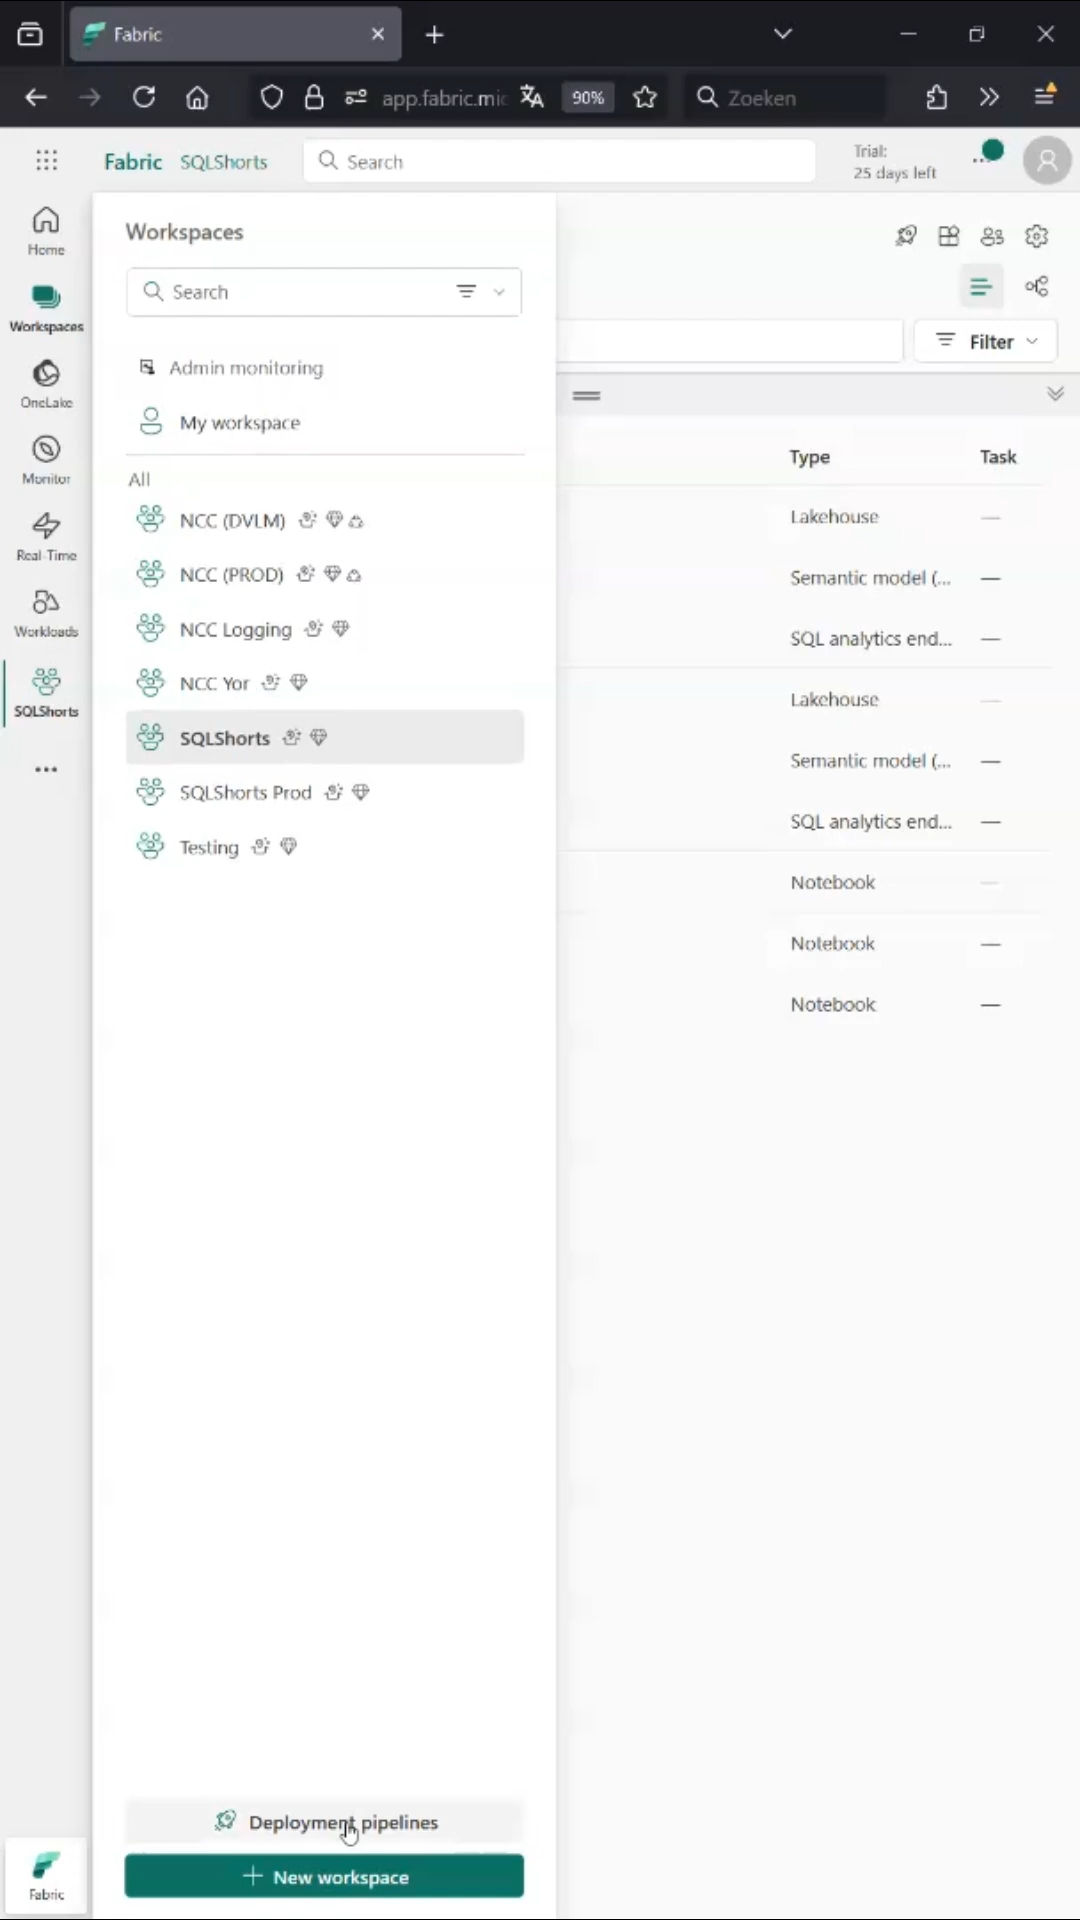 Fabric
app.fabric.mic
90%
Zoeken
Fabric SQLShorts
Search
Trial:
25 days left
Home
Workspaces
OneLake
Monitor
Real-Time
Workloads
SQLShorts
Workspaces
Search
Admin monitoring
My workspace
All
NCC (DVLM)
NCC (PROD)
NCC Logging
NCC Yor
SQLShorts
SQLShorts Prod
Testing
Filter
Type Task
Lakehouse —
Semantic model (... —
SQL analytics end... —
Lakehouse —
Semantic model (... —
SQL analytics end... —
Notebook —
Notebook —
Notebook —
Deployment pipelines
New workspace
Fabric